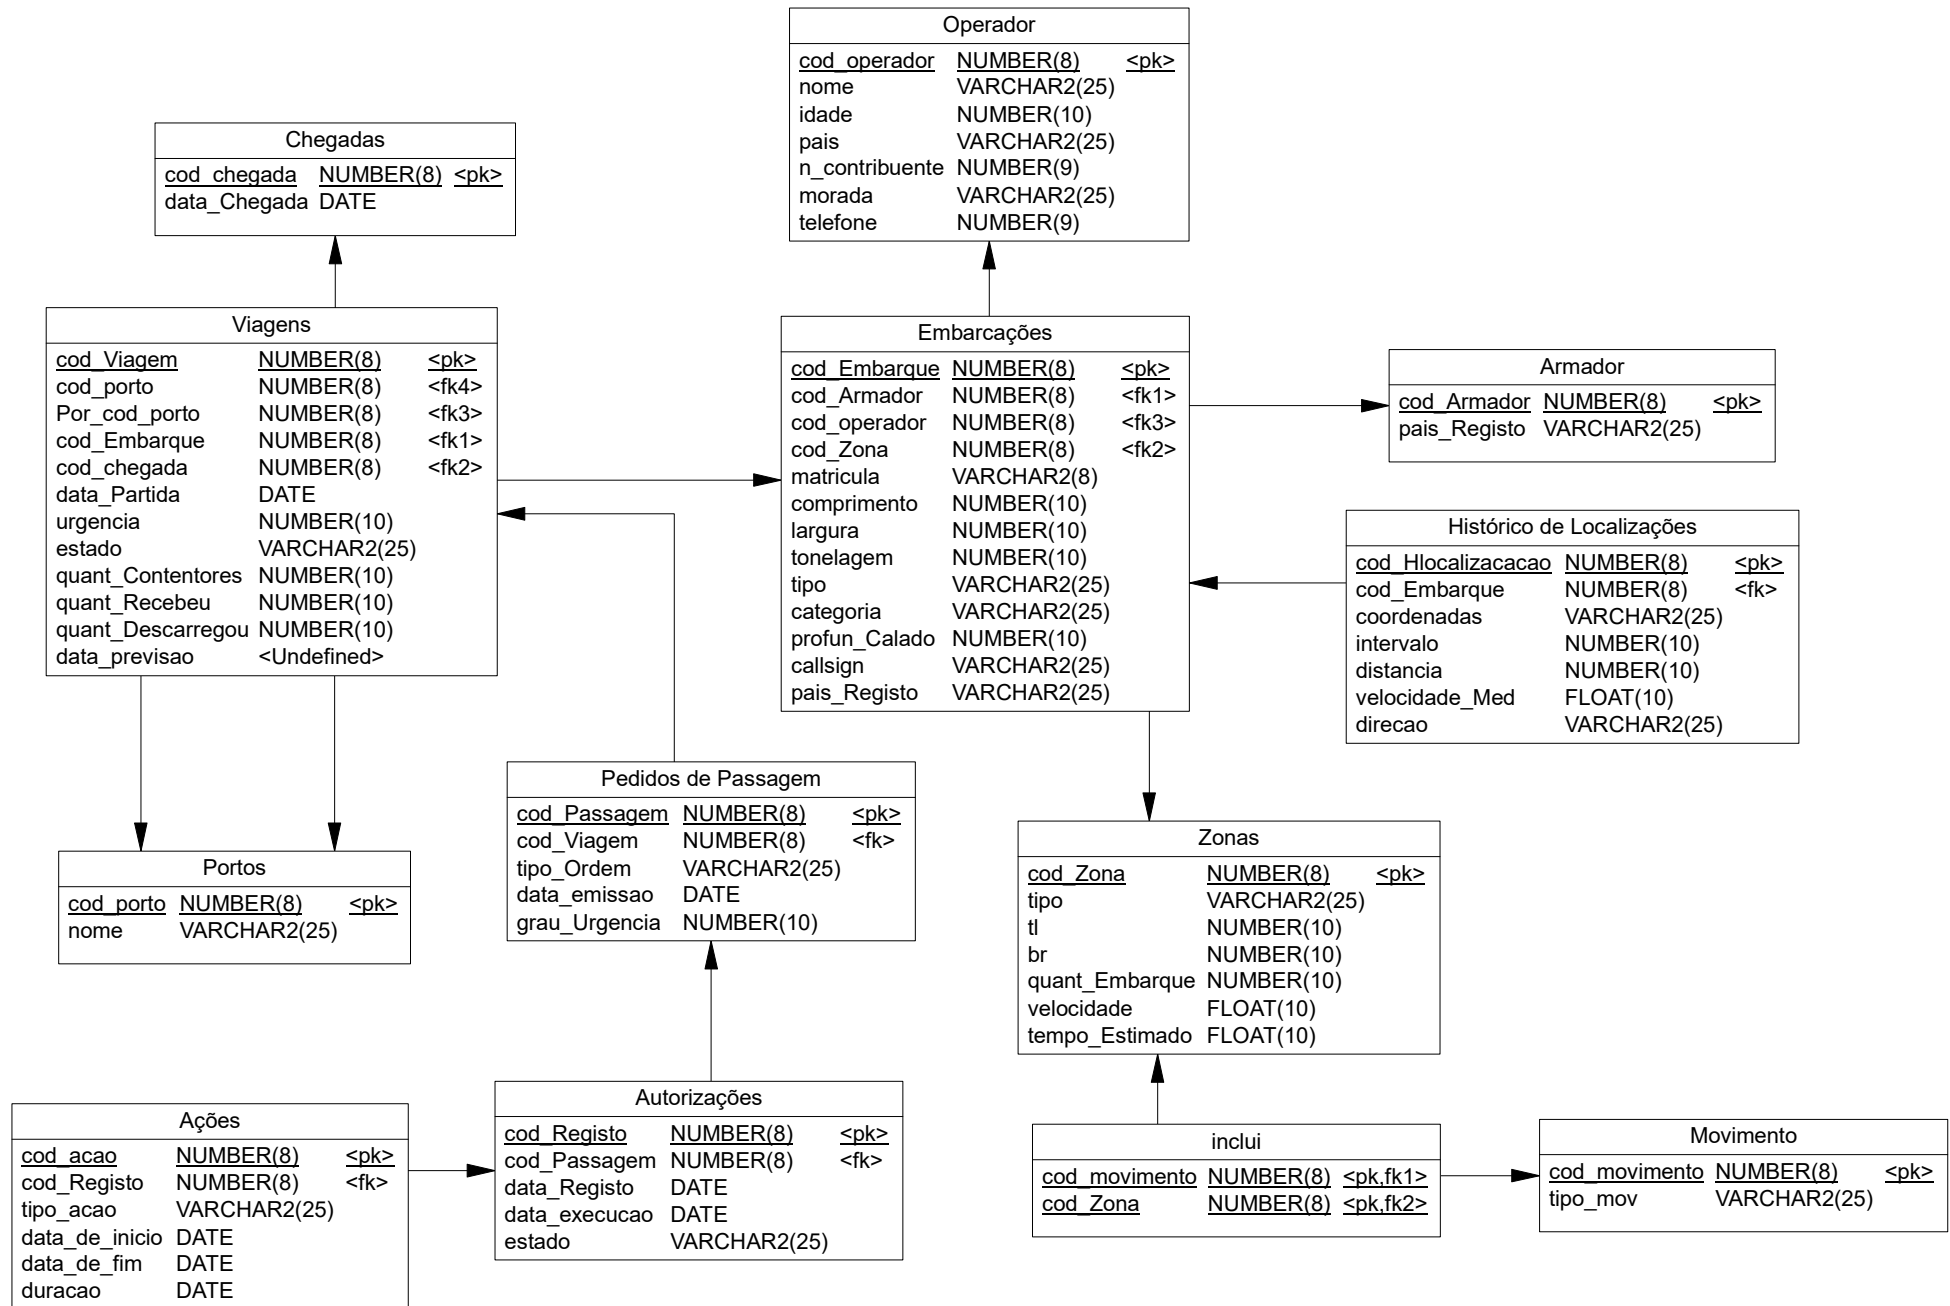 Operador
cod_operador NUMBER(8) <pk>
nome VARCHAR2(25)
idade NUMBER(10)
pais VARCHAR2(25)
n_contribuente NUMBER(9)
morada VARCHAR2(25)
telefone NUMBER(9)
Chegadas
cod_chegada NUMBER(8) <pk>
data_Chegada DATE
Viagens
cod_Viagem NUMBER(8) <pk>
cod_porto NUMBER(8) <fk4>
Por_cod_porto NUMBER(8) <fk3>
cod_Embarque NUMBER(8) <fk1>
cod_chegada NUMBER(8) <fk2>
data_Partida DATE
urgencia NUMBER(10)
estado VARCHAR2(25)
quant_Contentores NUMBER(10)
quant_Recebeu NUMBER(10)
quant_Descarregou NUMBER(10)
data_previsao <Undefined>
Embarcações
cod_Embarque NUMBER(8) <pk>
cod_Armador NUMBER(8) <fk1>
cod_operador NUMBER(8) <fk3>
cod_Zona NUMBER(8) <fk2>
matricula VARCHAR2(8)
comprimento NUMBER(10)
largura NUMBER(10)
tonelagem NUMBER(10)
tipo VARCHAR2(25)
categoria VARCHAR2(25)
profun_Calado NUMBER(10)
callsign VARCHAR2(25)
pais_Registo VARCHAR2(25)
Armador
cod_Armador NUMBER(8) <pk>
pais_Registo VARCHAR2(25)
Histórico de Localizações
cod_Hlocalizacacao NUMBER(8) <pk>
cod_Embarque NUMBER(8) <fk>
coordenadas VARCHAR2(25)
intervalo NUMBER(10)
distancia NUMBER(10)
velocidade_Med FLOAT(10)
direcao VARCHAR2(25)
Pedidos de Passagem
cod_Passagem NUMBER(8) <pk>
cod_Viagem NUMBER(8) <fk>
tipo_Ordem VARCHAR2(25)
data_emissao DATE
grau_Urgencia NUMBER(10)
Portos
cod_porto NUMBER(8) <pk>
nome VARCHAR2(25)
Zonas
cod_Zona NUMBER(8) <pk>
tipo VARCHAR2(25)
tl NUMBER(10)
br NUMBER(10)
quant_Embarque NUMBER(10)
velocidade FLOAT(10)
tempo_Estimado FLOAT(10)
Ações
cod_acao NUMBER(8) <pk>
cod_Registo NUMBER(8) <fk>
tipo_acao VARCHAR2(25)
data_de_inicio DATE
data_de_fim DATE
duracao DATE
Autorizações
cod_Registo NUMBER(8) <pk>
cod_Passagem NUMBER(8) <fk>
data_Registo DATE
data_execucao DATE
estado VARCHAR2(25)
inclui
cod_movimento NUMBER(8) <pk,fk1>
cod_Zona NUMBER(8) <pk,fk2>
Movimento
cod_movimento NUMBER(8) <pk>
tipo_mov VARCHAR2(25)